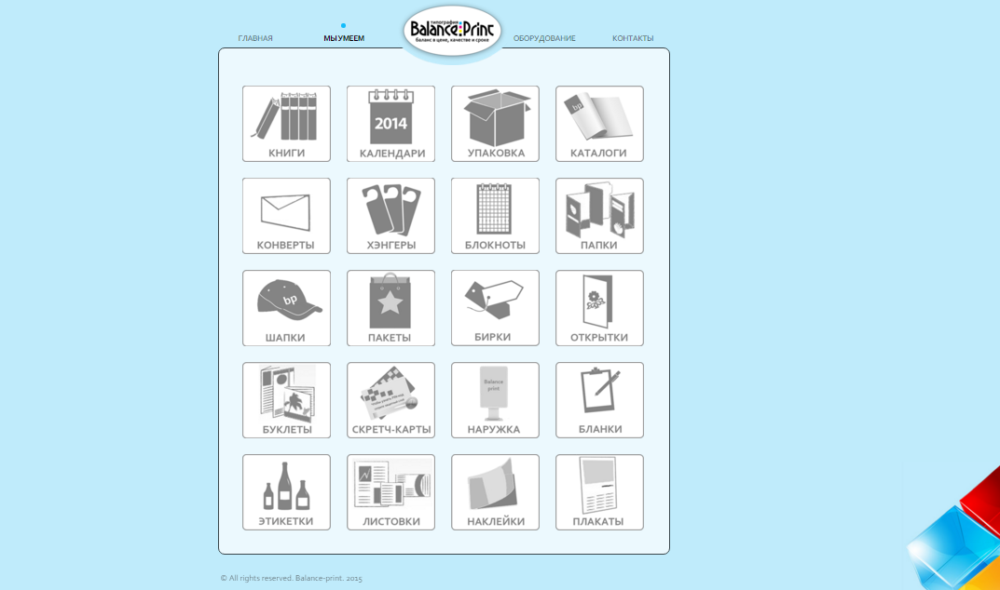 ГЛАВНАЯ
МЫ УМЕЕМ
типография
Balance:Print
баланс в цене, качестве и сроке
ОБОРУДОВАНИЕ
КОНТАКТЫ
КНИГИ
2014
КАЛЕНДАРИ
УПАКОВКА
bp
КАТАЛОГИ
КОНВЕРТЫ
ХЭНГЕРЫ
БЛОКНОТЫ
ПАПКИ
bp
ШАПКИ
ПАКЕТЫ
БИРКИ
ОТКРЫТКИ
БУКЛЕТЫ
СКРЕТЧ-КАРТЫ
Balance
print
НАРУЖКА
БЛАНКИ
ЭТИКЕТКИ
ЛИСТОВКИ
НАКЛЕЙКИ
ПЛАКАТЫ
© All rights reserved. Balance-print. 2015